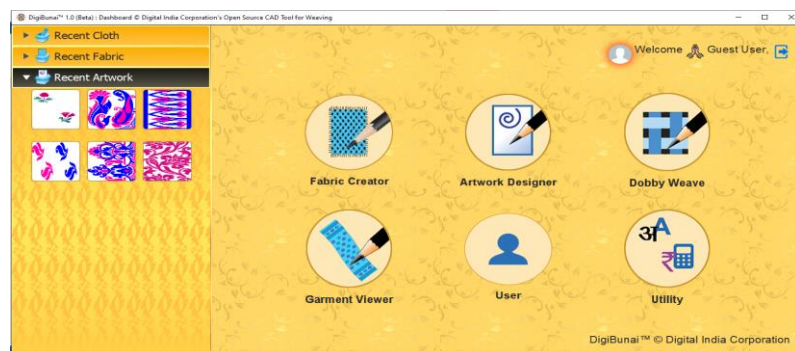 DigiBunai™ 1.0 (Beta) : Dashboard © Digital India Corporation's Open Source CAD Tool for Weaving
Recent Cloth
Recent Fabric
Recent Artwork
Welcome Guest User,
Fabric Creator Artwork Designer Dobby Weave
अ A
₹
Garment Viewer User Utility
DigiBunai™ © Digital India Corporation